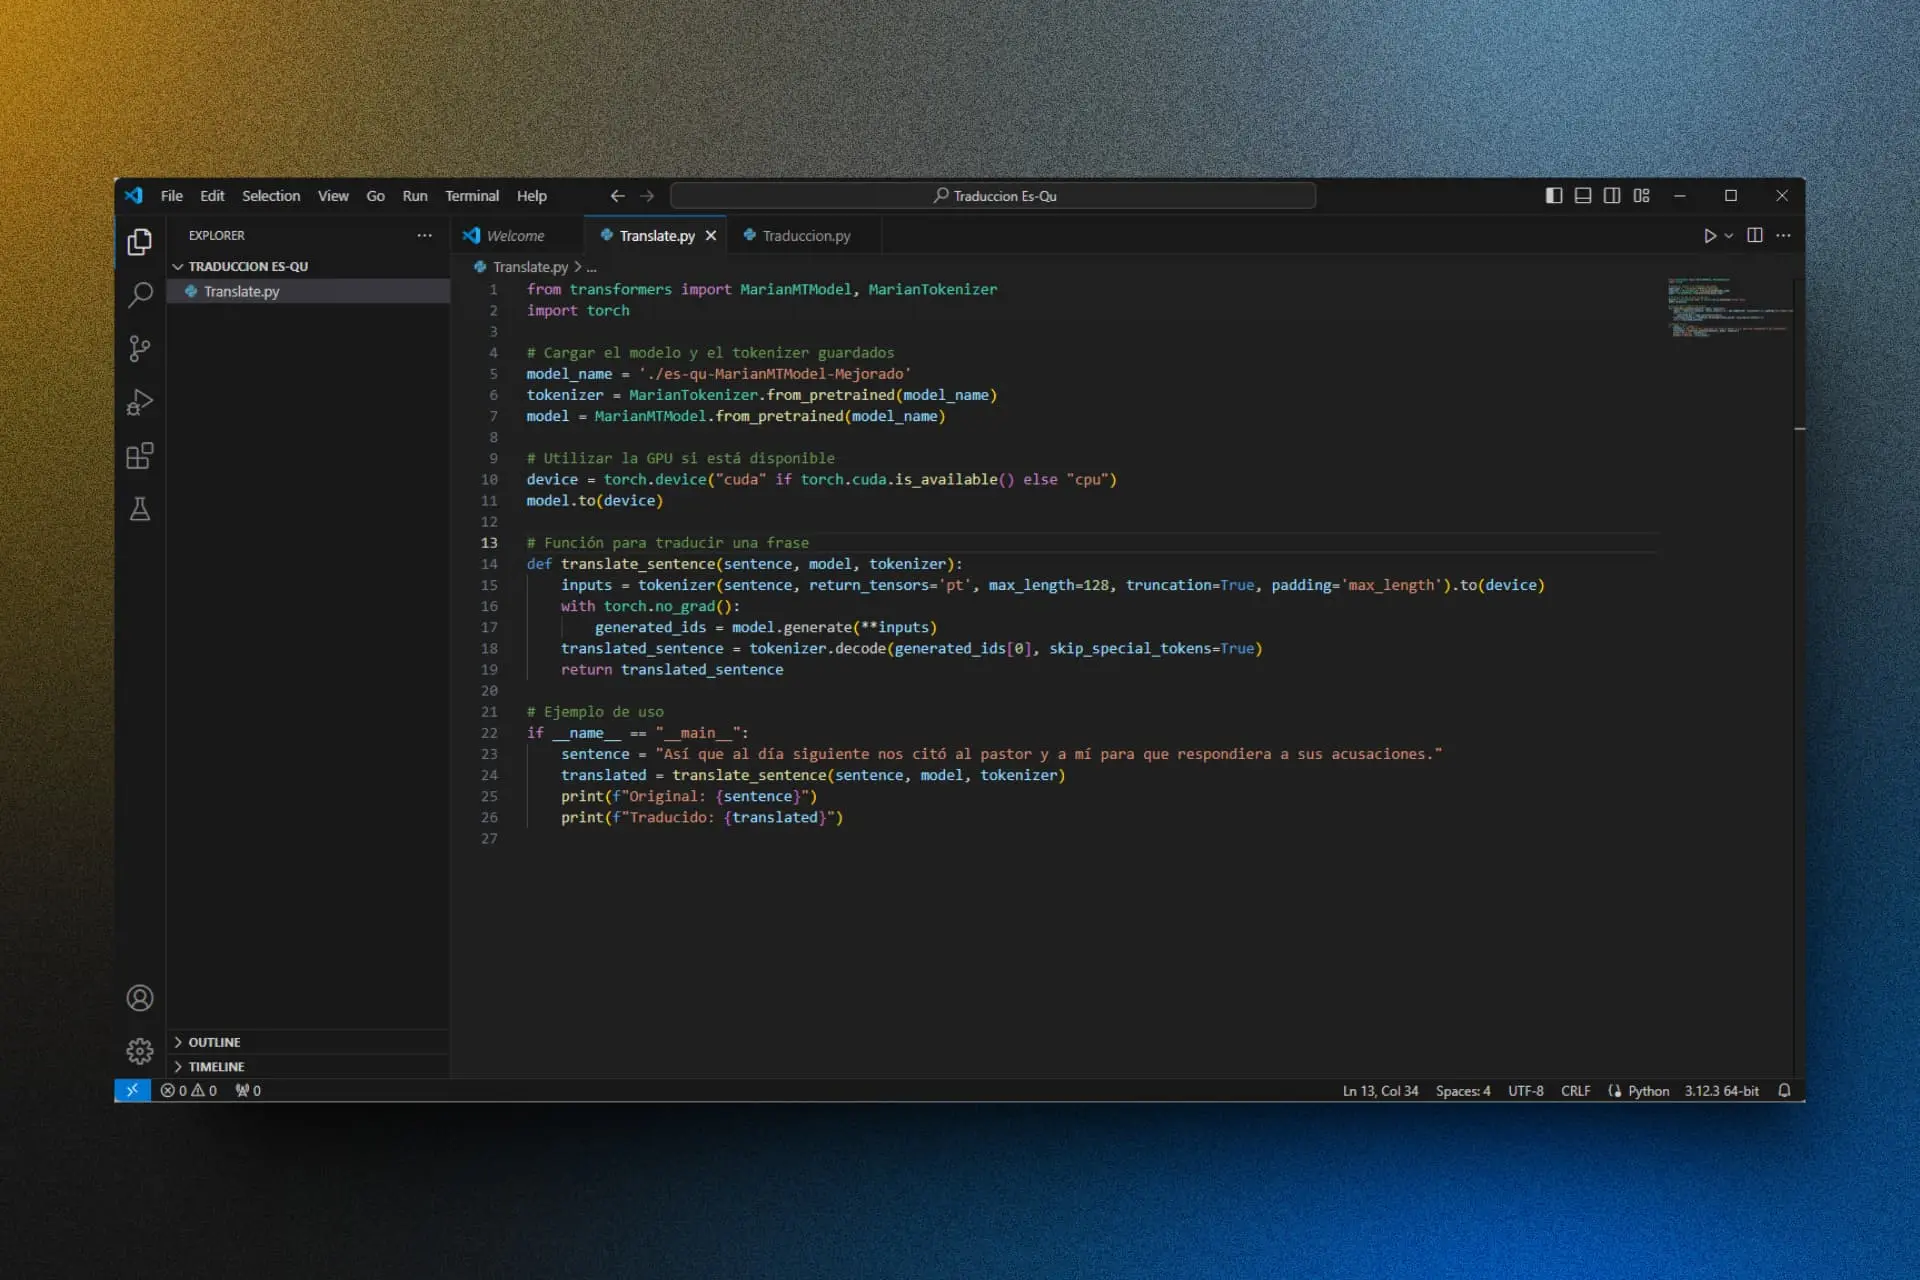 File Edit Selection View Go Run Terminal Help
Traduccion Es-Qu
EXPLORER
TRADUCCION ES-QU
Translate.py
Welcome
Translate.py
Traduccion.py
Translate.py > ...
1 from transformers import MarianMTModel, MarianTokenizer
2 import torch
3
4 # Cargar el modelo y el tokenizer guardados
5 model_name = './es-qu-MarianMTModel-Mejorado'
6 tokenizer = MarianTokenizer.from_pretrained(model_name)
7 model = MarianMTModel.from_pretrained(model_name)
8
9 # Utilizar la GPU si está disponible
10 device = torch.device("cuda" if torch.cuda.is_available() else "cpu")
11 model.to(device)
12
13 # Función para traducir una frase
14 def translate_sentence(sentence, model, tokenizer):
15 inputs = tokenizer(sentence, return_tensors='pt', max_length=128, truncation=True, padding='max_length').to(device)
16 with torch.no_grad():
17 generated_ids = model.generate(**inputs)
18 translated_sentence = tokenizer.decode(generated_ids[0], skip_special_tokens=True)
19 return translated_sentence
20
21 # Ejemplo de uso
22 if __name__ == "__main__":
23 sentence = "Así que al día siguiente nos citó al pastor y a mí para que respondiera a sus acusaciones."
24 translated = translate_sentence(sentence, model, tokenizer)
25 print(f"Original: {sentence}")
26 print(f"Traducido: {translated}")
27
OUTLINE
TIMELINE
0 0 0
Ln 13, Col 34 Spaces: 4 UTF-8 CRLF Python 3.12.3 64-bit